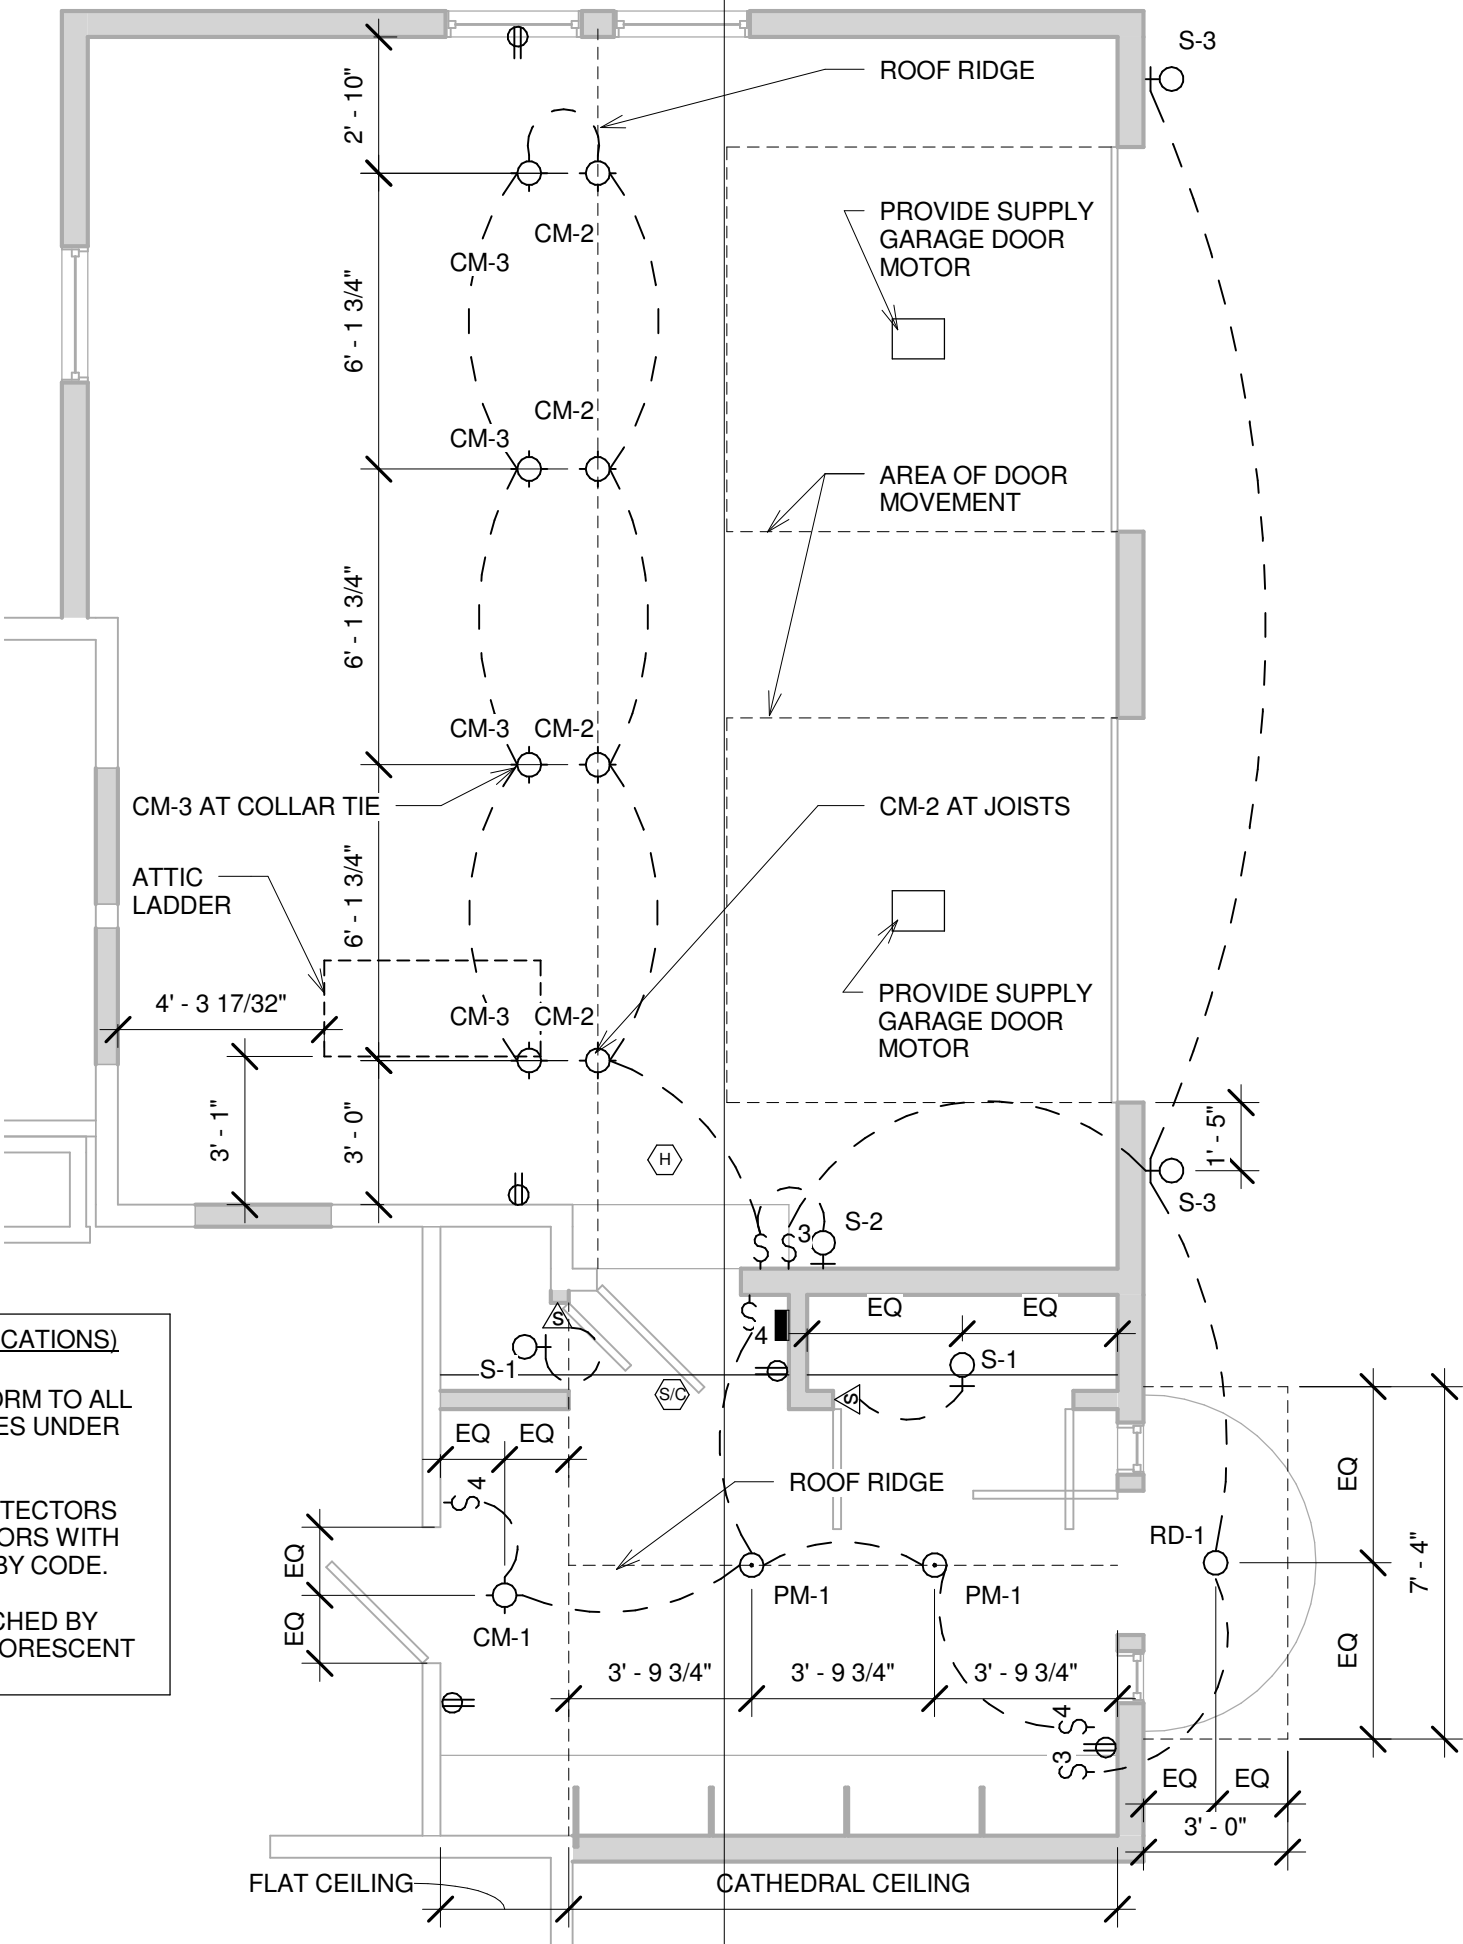 S-3
ROOF RIDGE
2' - 10"
PROVIDE SUPPLY
GARAGE DOOR
MOTOR
CM-2
CM-3
6' - 1 3/4"
CM-2
CM-3
AREA OF DOOR
MOVEMENT
6' - 1 3/4"
CM-3
CM-2
CM-3 AT COLLAR TIE
CM-2 AT JOISTS
ATTIC
LADDER
6' - 1 3/4"
4' - 3 17/32"
CM-3
CM-2
PROVIDE SUPPLY
GARAGE DOOR
MOTOR
3' - 1"
3' - 0"
1' - 5"
H
S-3
S-2
S
S
3
S
4
EQ
EQ
S
S-1
S-1
S/C
S
CATIONS)
ORM TO ALL
ES UNDER
TECTORS
ORS WITH
BY CODE.
CHED BY
ORESCENT
EQ
EQ
S
4
ROOF RIDGE
EQ
RD-1
7' - 4"
EQ
EQ
PM-1
PM-1
CM-1
EQ
3' - 9 3/4"
3' - 9 3/4"
3' - 9 3/4"
S
4
S
3
EQ
EQ
3' - 0"
FLAT CEILING
CATHEDRAL CEILING